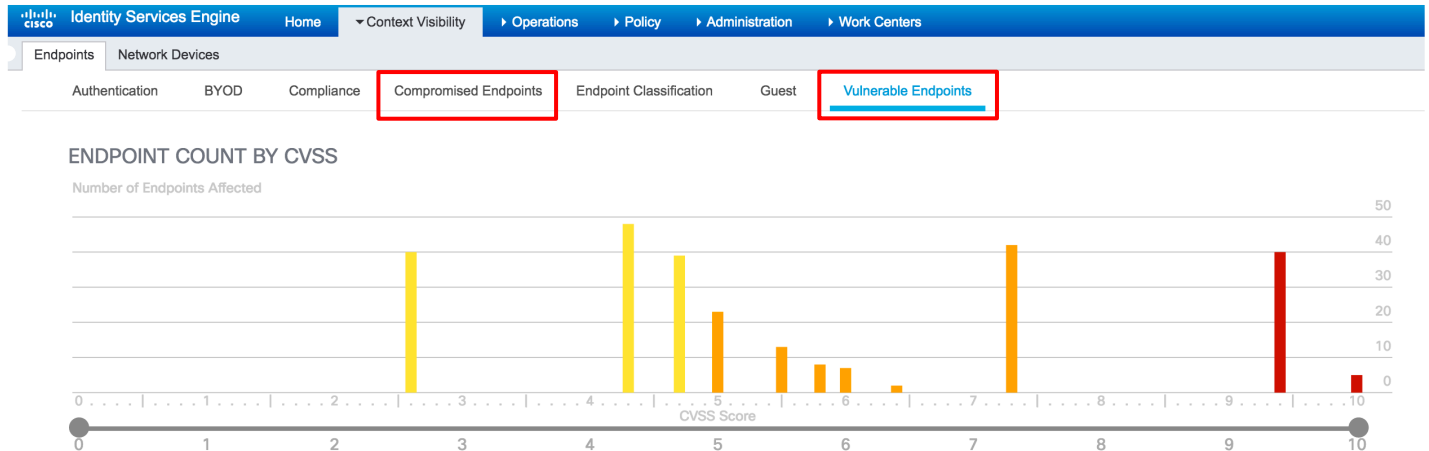 cisco Identity Services Engine Home Context Visibility Operations Policy Administration Work Centers
Endpoints Network Devices
Authentication BYOD Compliance Compromised Endpoints Endpoint Classification Guest Vulnerable Endpoints
ENDPOINT COUNT BY CVSS
Number of Endpoints Affected
50
40
30
20
10
0
0 1 2 3 4 5 6 7 8 9 10
CVSS Score
0 1 2 3 4 5 6 7 8 9 10